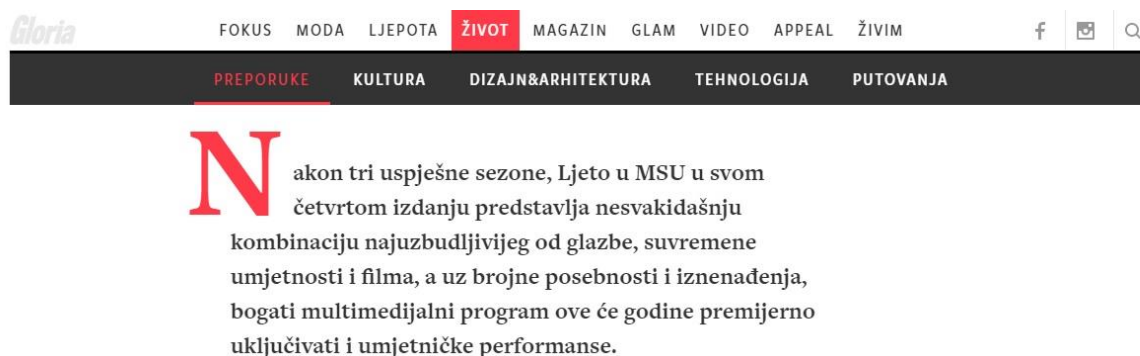 Gloria FOKUS MODA LJEPOTA ŽIVOT MAGAZIN GLAM VIDEO APPEAL ŽIVIM
PREPORUKE KULTURA DIZAJN&ARHITEKTURA TEHNOLOGIJA PUTOVANJA
Nakon tri uspješne sezone, Ljeto u MSU u svom
četvrtom izdanju predstavlja nesvakidašnju
kombinaciju najuzbudljivijeg od glazbe, suvremene
umjetnosti i filma, a uz brojne posebnosti i iznenađenja,
bogati multimedijalni program ove će godine premijerno
uključivati i umjetničke performanse.